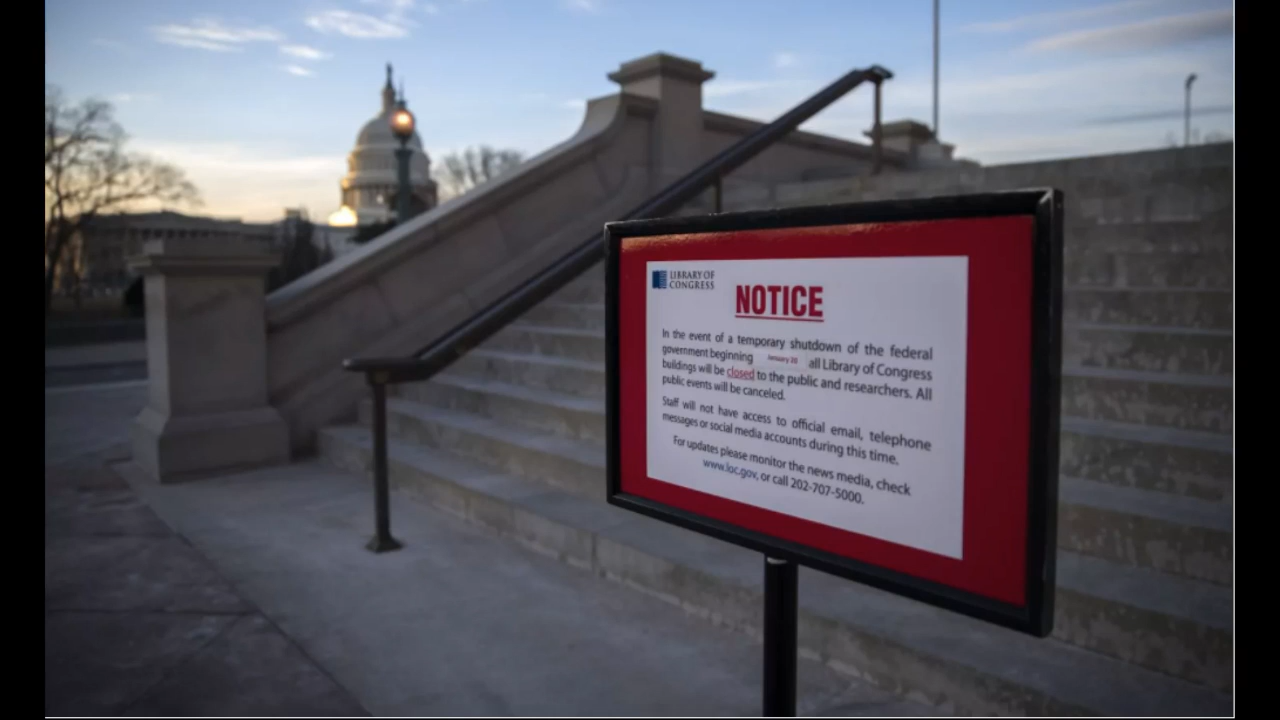 LIBRARY OF
CONGRESS
NOTICE
In the event of a temporary shutdown of the federal
government beginning January 20 all Library of Congress
buildings will be closed to the public and researchers. All
public events will be canceled.
Staff will not have access to official email, telephone
messages or social media accounts during this time.
For updates please monitor the news media, check
www.loc.gov, or call 202-707-5000.